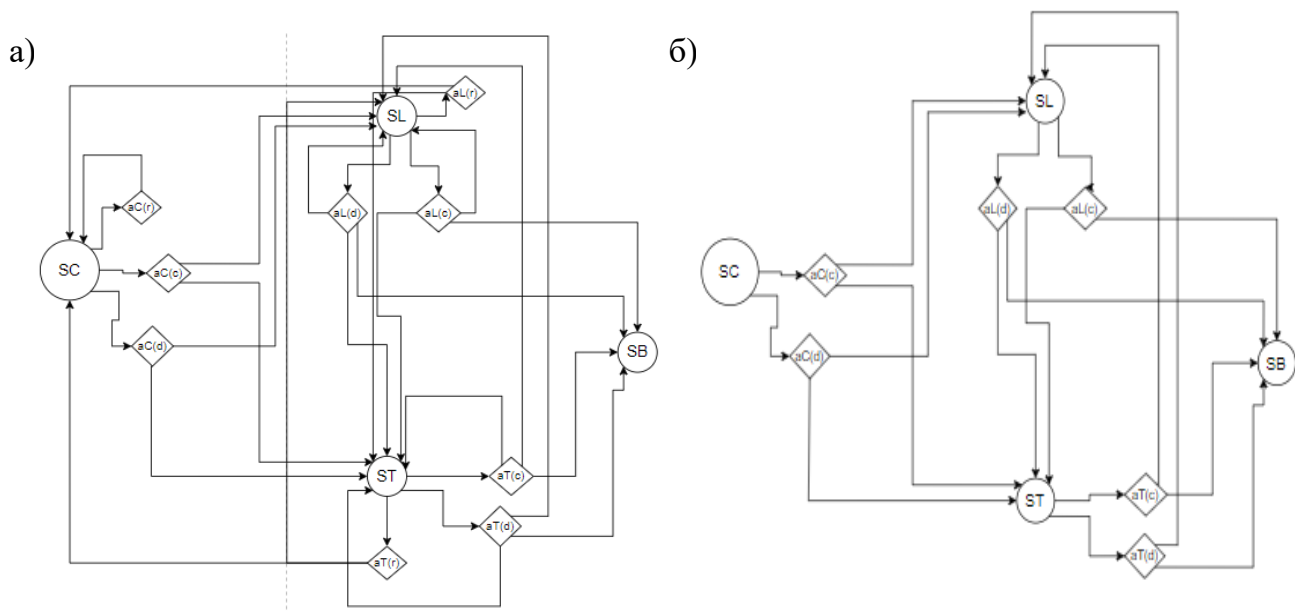 а)
SL
aL(r)
aC(r)
aL(d)
aL(c)
SC
aC(c)
aC(d)
SB
ST
aT(c)
aT(d)
aT(r)
б)
SL
aL(d)
aL(c)
SC
aC(c)
aC(d)
SB
ST
aT(c)
aT(d)